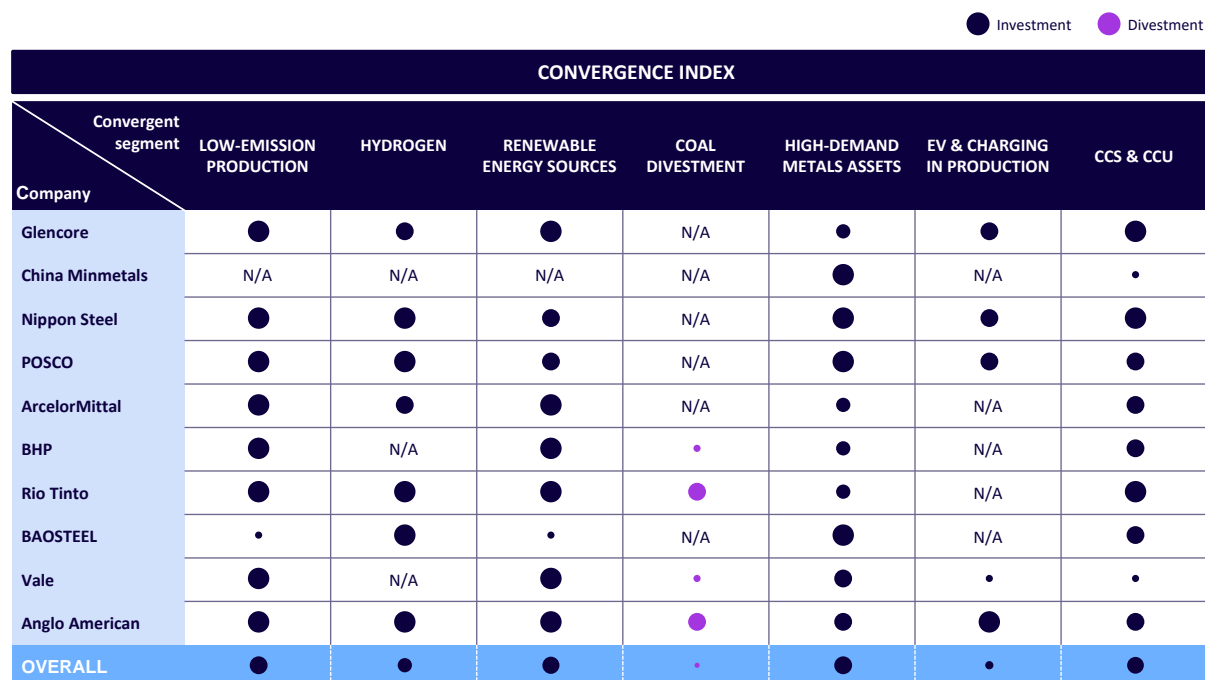 Investment Divestment
CONVERGENCE INDEX
Convergent
segment
Company
LOW-EMISSION
PRODUCTION
HYDROGEN
RENEWABLE
ENERGY SOURCES
COAL
DIVESTMENT
HIGH-DEMAND
METALS ASSETS
EV & CHARGING
IN PRODUCTION
CCS & CCU
Glencore N/A
China Minmetals N/A N/A N/A N/A N/A
Nippon Steel N/A
POSCO N/A
ArcelorMittal N/A N/A
BHP N/A N/A
Rio Tinto N/A
BAOSTEEL N/A N/A
Vale N/A
Anglo American
OVERALL